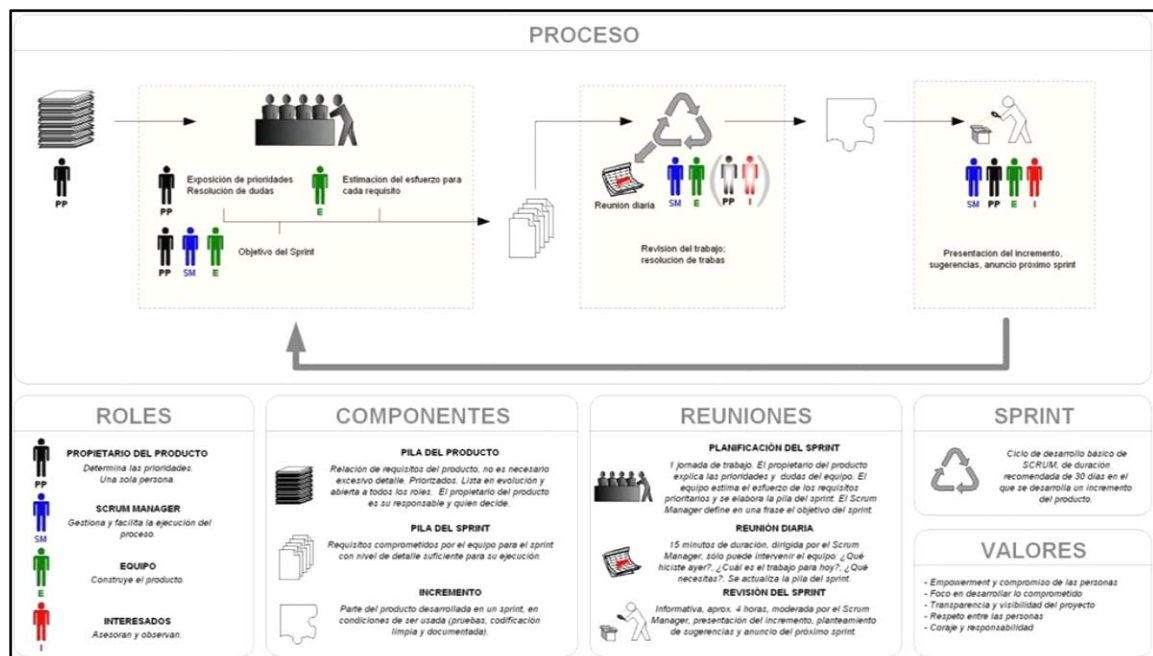 PROCESO
PP
PP
Exposición de prioridades
Resolución de dudas
E
Estimación del esfuerzo para
cada requisito
PP
SM
E
Objetivo del Sprint
Reunión diaria
SM
E
PP
I
Revisión del trabajo;
resolución de trabas
SM
PP
E
I
Presentación del incremento,
sugerencias, anuncio próximo sprint
ROLES
PROPIETARIO DEL PRODUCTO
Determina las prioridades.
Una sola persona.
PP
SCRUM MANAGER
Gestiona y facilita la ejecución del
proceso.
SM
EQUIPO
Construye el producto.
E
INTERESADOS
Asesoran y observan.
I
COMPONENTES
PILA DEL PRODUCTO
Relación de requisitos del producto, no es necesario
excesivo detalle. Priorizados. Lista en evolución y
abierta a todos los roles. El propietario del producto
es su responsable y quien decide.
PILA DEL SPRINT
Requisitos comprometidos por el equipo para el sprint
con nivel de detalle suficiente para su ejecución.
INCREMENTO
Parte del producto desarrollada en un sprint, en
condiciones de ser usada (pruebas, codificación
limpia y documentada).
REUNIONES
PLANIFICACIÓN DEL SPRINT
1 jornada de trabajo. El propietario del producto
explica las prioridades y dudas del equipo. El
equipo estima el esfuerzo de los requisitos
prioritarios y se elabora la pila del sprint. El Scrum
Manager define en una frase el objetivo del sprint.
REUNIÓN DIARIA
15 minutos de duración, dirigida por el Scrum
Manager, sólo puede intervenir el equipo: ¿Qué
hiciste ayer?, ¿Cuál es el trabajo para hoy?, ¿Qué
necesitas?. Se actualiza la pila del sprint.
REVISIÓN DEL SPRINT
Informativa, aprox. 4 horas, moderada por el Scrum
Manager, presentación del incremento, planteamiento
de sugerencias y anuncio del próximo sprint.
SPRINT
Ciclo de desarrollo básico de
SCRUM, de duración
recomendada de 30 días en el
que se desarrolla un incremento
del producto.
VALORES
- Empowerment y compromiso de las personas
- Foco en desarrollar lo comprometido
- Transparencia y visibilidad del proyecto
- Respeto entre las personas
- Coraje y responsabilidad